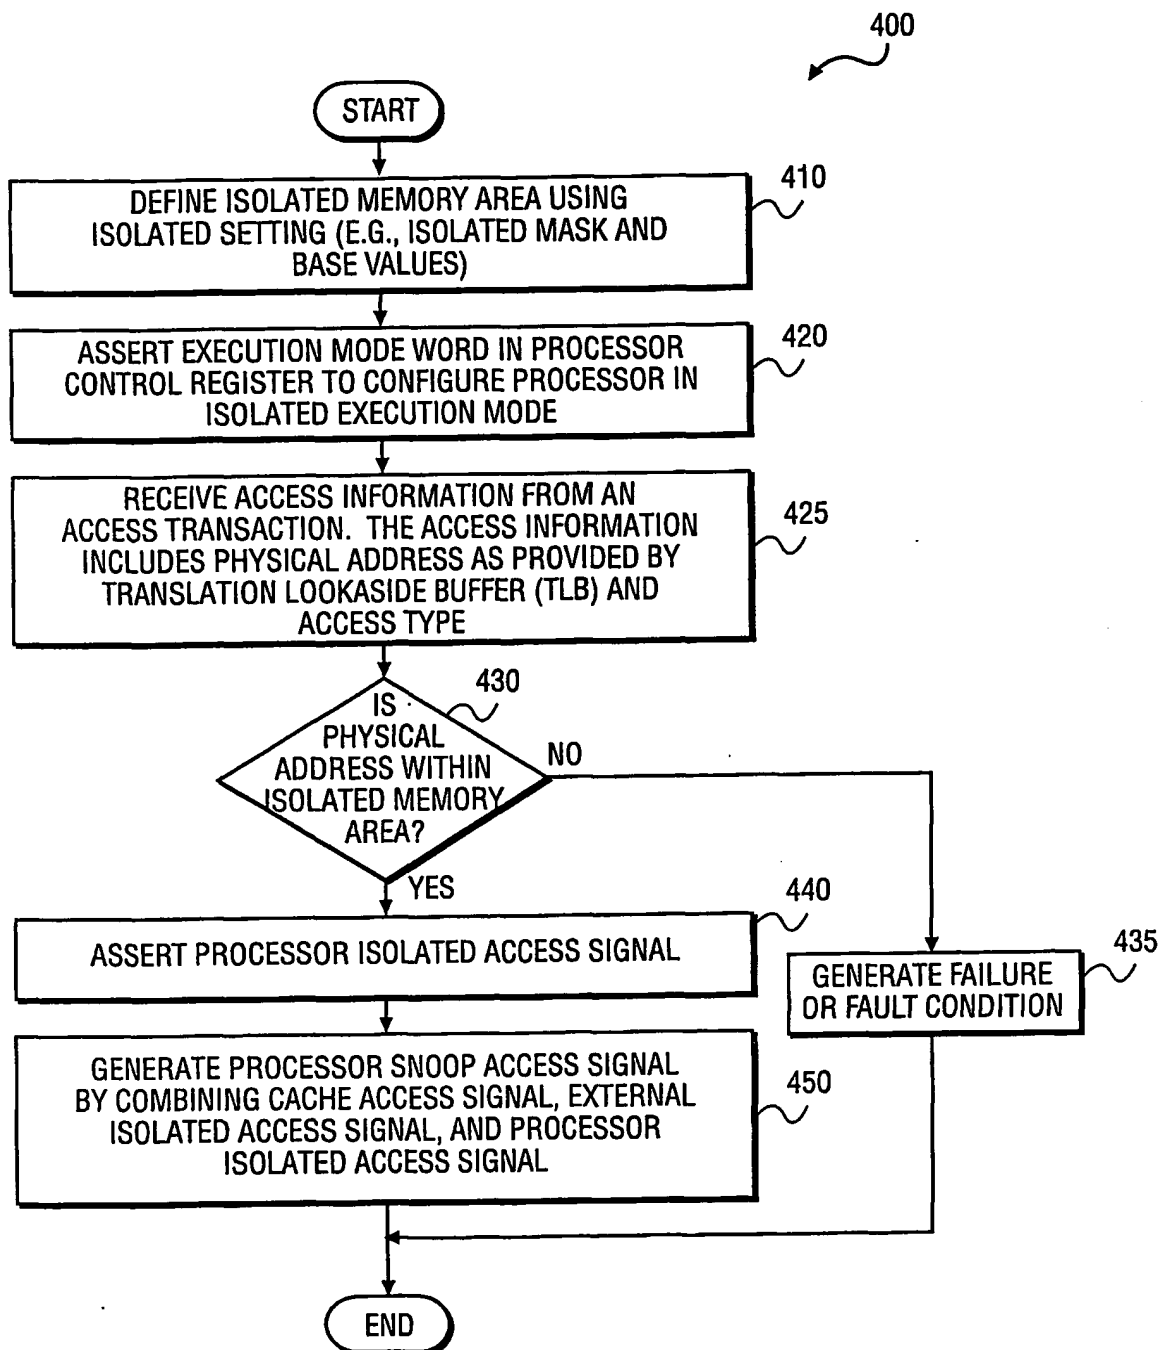 400
START
DEFINE ISOLATED MEMORY AREA USING
ISOLATED SETTING (E.G., ISOLATED MASK AND
BASE VALUES)
410
ASSERT EXECUTION MODE WORD IN PROCESSOR
CONTROL REGISTER TO CONFIGURE PROCESSOR IN
ISOLATED EXECUTION MODE
420
RECEIVE ACCESS INFORMATION FROM AN
ACCESS TRANSACTION. THE ACCESS INFORMATION
INCLUDES PHYSICAL ADDRESS AS PROVIDED BY
TRANSLATION LOOKASIDE BUFFER (TLB) AND
ACCESS TYPE
425
430
IS
PHYSICAL
ADDRESS WITHIN
ISOLATED MEMORY
AREA?
NO
YES
440
ASSERT PROCESSOR ISOLATED ACCESS SIGNAL
435
GENERATE FAILURE
OR FAULT CONDITION
GENERATE PROCESSOR SNOOP ACCESS SIGNAL
BY COMBINING CACHE ACCESS SIGNAL, EXTERNAL
ISOLATED ACCESS SIGNAL, AND PROCESSOR
ISOLATED ACCESS SIGNAL
450
END